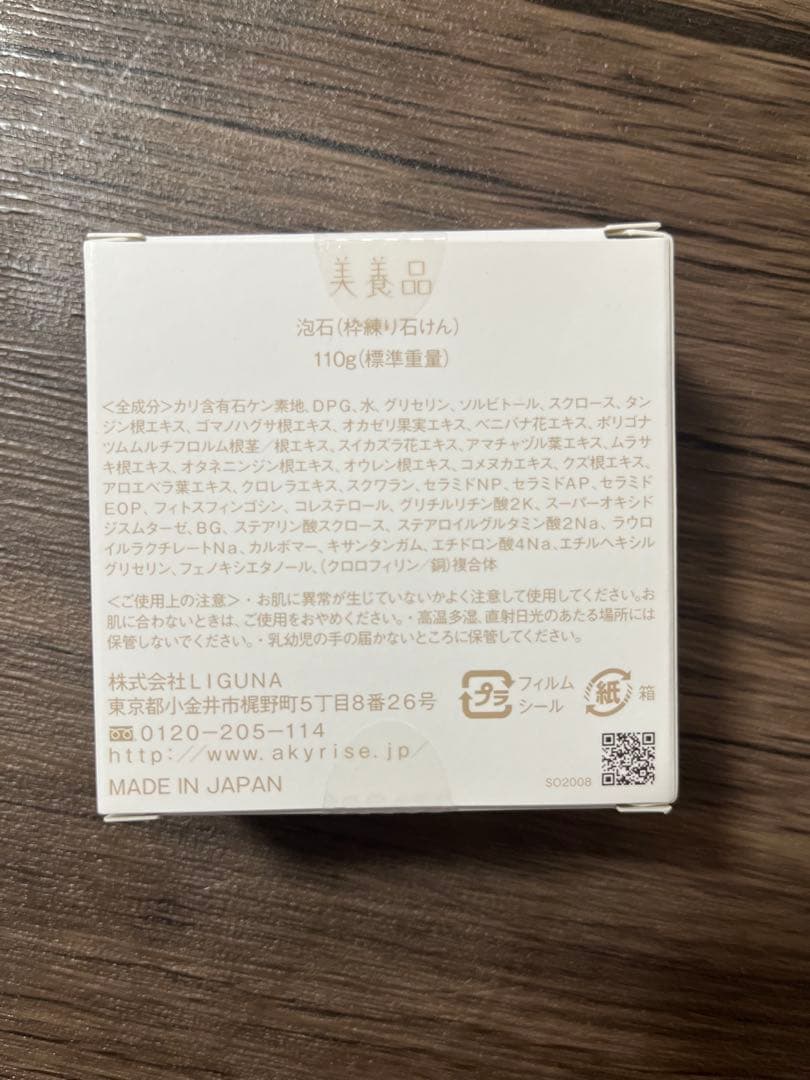 美養品
泡石(枠練り石けん)
110g(標準重量)
<全成分>カリ含有石ケン素地、DPG、水、グリセリン、ソルビトール、スクロース、タン
ジン根エキス、ゴマノハグサ根エキス、オカゼリ果実エキス、ベニバナ花エキス、ポリゴナ
ツムムルチフロルム根茎/根エキス、スイカズラ花エキス、アマチャヅル葉エキス、ムラサ
キ根エキス、オタネニンジン根エキス、オウレン根エキス、コメヌカエキス、クズ根エキス、
アロエベラ葉エキス、クロレラエキス、スクワラン、セラミドNP、セラミドAP、セラミド
EOP、フィトスフィンゴシン、コレステロール、グリチルリチン酸2K、スーパーオキシド
ジスムターゼ、BG、ステアリン酸スクロース、ステアロイルグルタミン酸2Na、ラウロ
イルラクチレートNa、カルボマー、キサンタンガム、エチドロン酸4Na、エチルヘキシル
グリセリン、フェノキシエタノール、(クロロフィリン/銅)複合体
<ご使用上の注意>・お肌に異常が生じていないかよく注意して使用してください。お
肌に合わないときは、ご使用をおやめください。・高温多湿、直射日光のあたる場所には
保管しないでください。・乳幼児の手の届かないところに保管してください。
株式会社LIGUNA
東京都小金井市梶野町5丁目8番26号
0120-205-114
http://www.akyrise.jp/
MADE IN JAPAN
プラ
フィルム
シール
紙
箱
SO2008